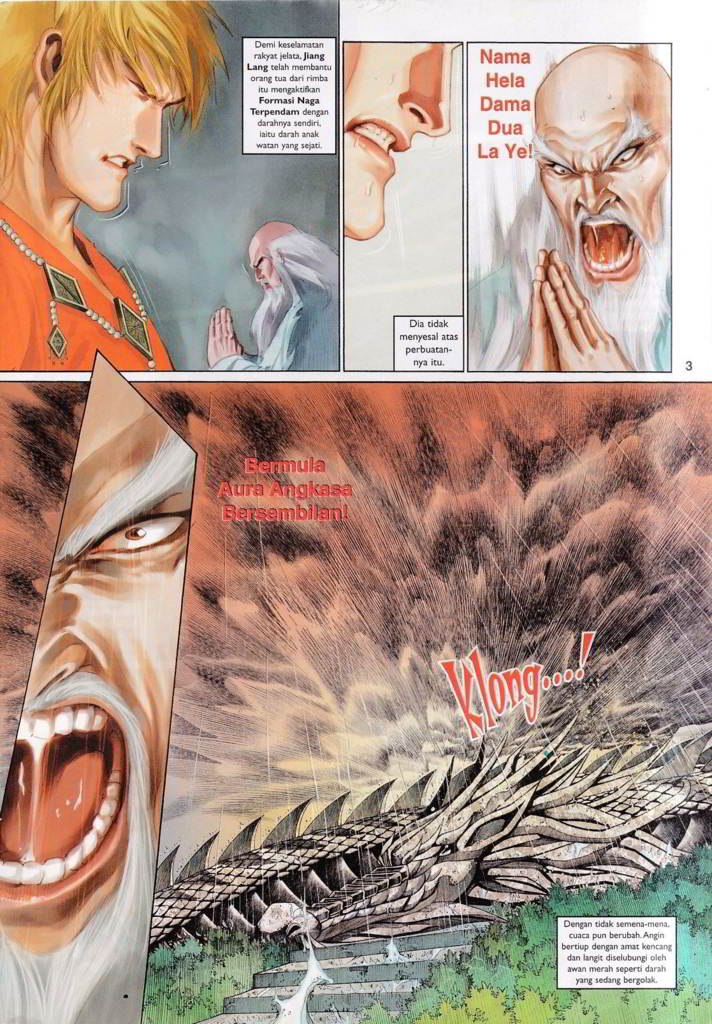 Demi keselamatan
rakyat jelata, Jiang
Lang telah membantu
orang tua dari rimba
itu mengaktifkan
Formasi Naga
Terpendam dengan
darahnya sendiri,
iaitu darah anak
watan yang sejati.
Dia tidak
menyesal atas
perbuatan-
nya itu.
Nama
Hela
Dama
Dua
La Ye!
3
Bermula
Aura Angkasa
Bersembilan!
Klong....!
Dengan tidak semena-mena,
cuaca pun berubah. Angin
bertiup dengan amat kencang
dan langit diselubungi oleh
awan merah seperti darah
yang sedang bergolak.